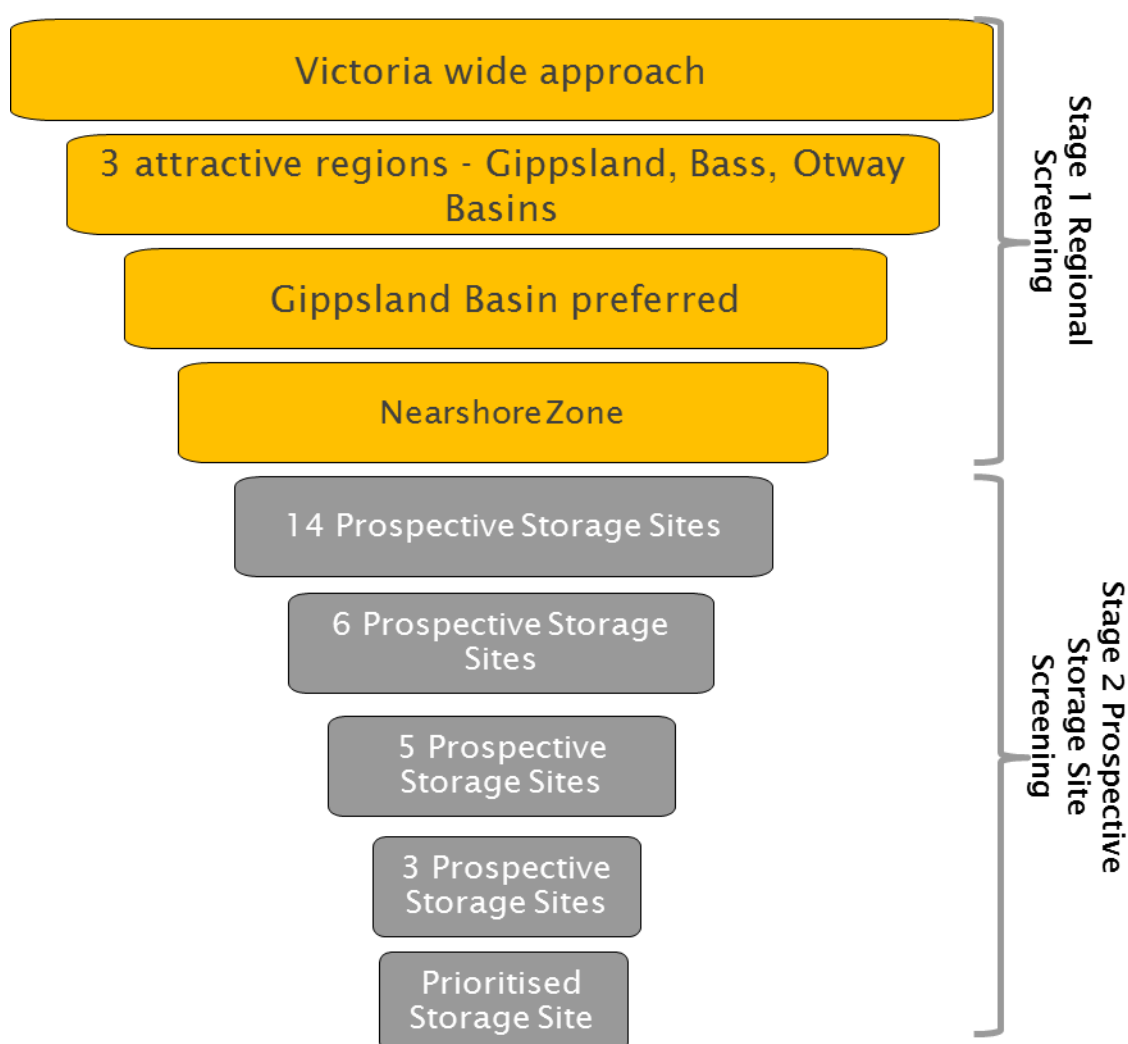 Victoria wide approach
3 attractive regions - Gippsland, Bass, Otway
Basins
Gippsland Basin preferred
Nearshore Zone
Stage 1 Regional
Screening
14 Prospective Storage Sites
6 Prospective Storage
Sites
5 Prospective
Storage Sites
3 Prospective
Storage Sites
Prioritised
Storage Site
Stage 2 Prospective
Storage Site
Screening